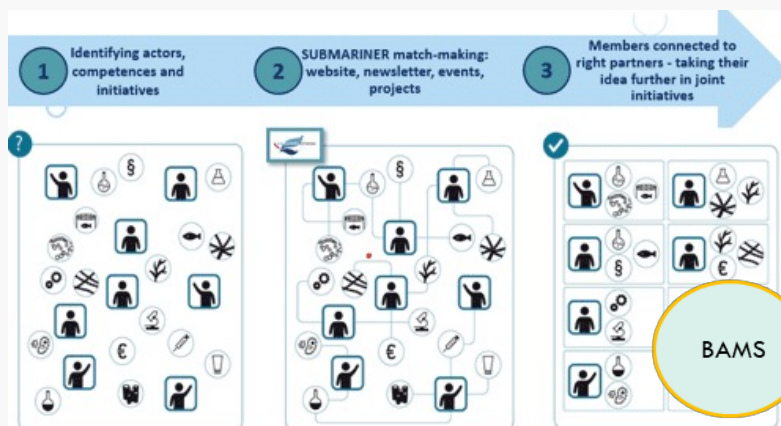 1
Identifying actors,
competences and
initiatives
2
SUBMARINER match-making:
website, newsletter, events,
projects
3
Members connected to
right partners - taking their
idea further in joint
initiatives
?
§
€
§
€
§
€
BAMS